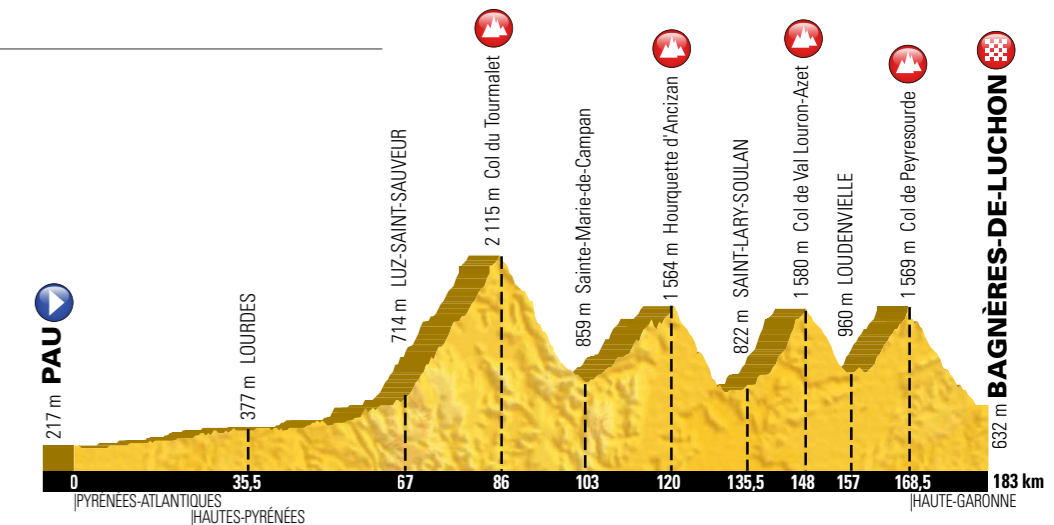 217 m PAU
377 m LOURDES
714 m LUZ-SAINT-SAUVEUR
2 115 m Col du Tourmalet
859 m Sainte-Marie-de-Campan
1 564 m Hourquette d'Ancizan
822 m SAINT-LARY-SOULAN
1 580 m Col de Val Louron-Azet
960 m LOUDENVIELLE
1 569 m Col de Peyresourde
632 m BAGNÈRES-DE-LUCHON
0 35,5 67 86 103 120 135,5 148 157 168,5 183 km
|PYRÉNÉES-ATLANTIQUES
|HAUTES-PYRÉNÉES
|HAUTE-GARONNE